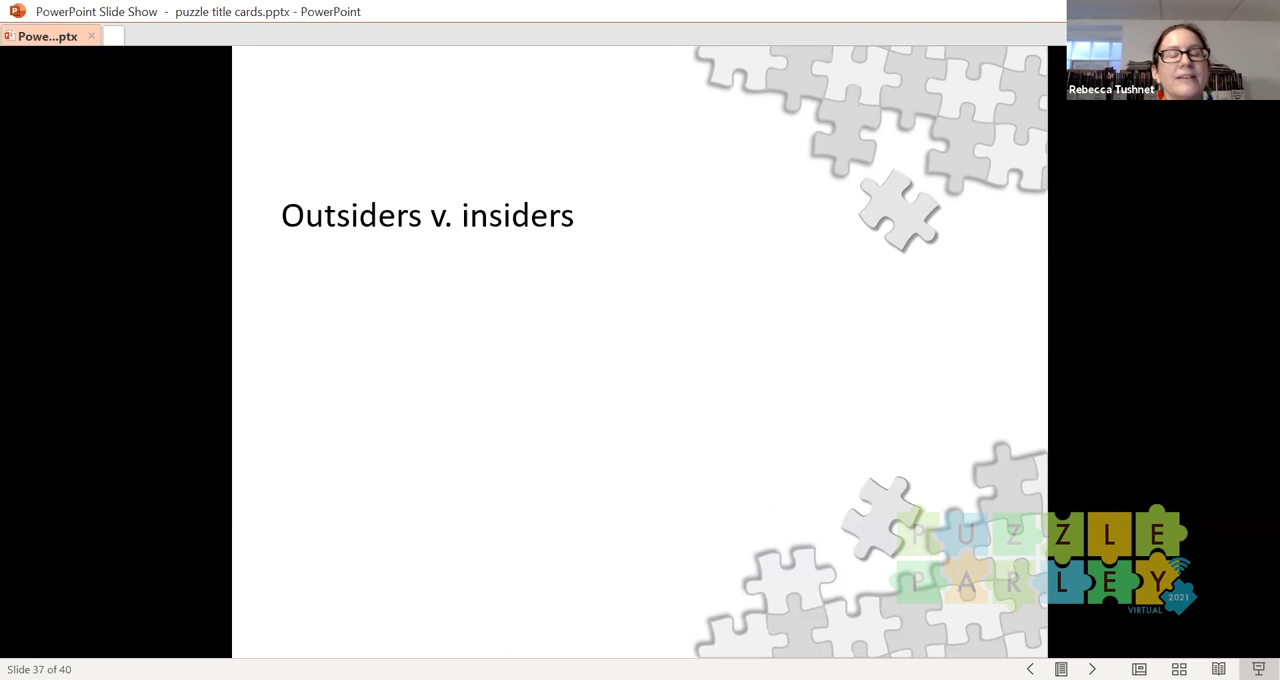 PowerPoint Slide Show - puzzle title cards.pptx - PowerPoint
Powe...ptx
Rebecca Tushnet
Outsiders v. insiders
PUZZLE
PARLEY
VIRTUAL
2021
Slide 37 of 40